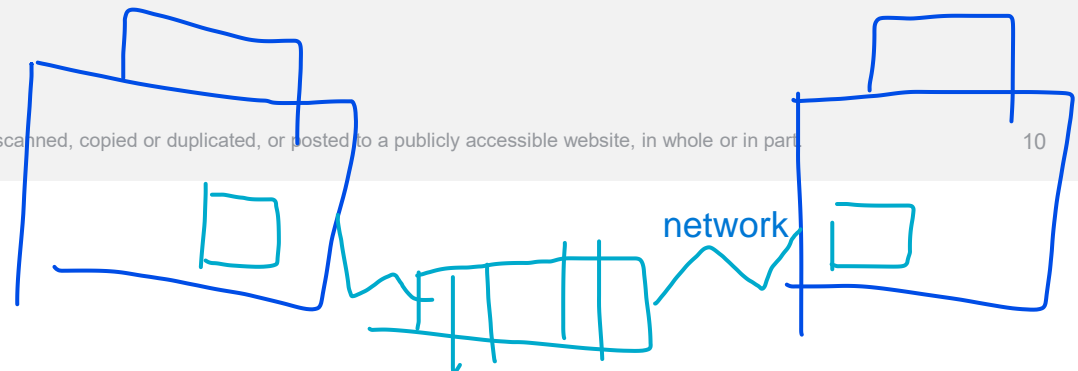 scanned, copied or duplicated, or posted to a publicly accessible website, in whole or in part. 10
network